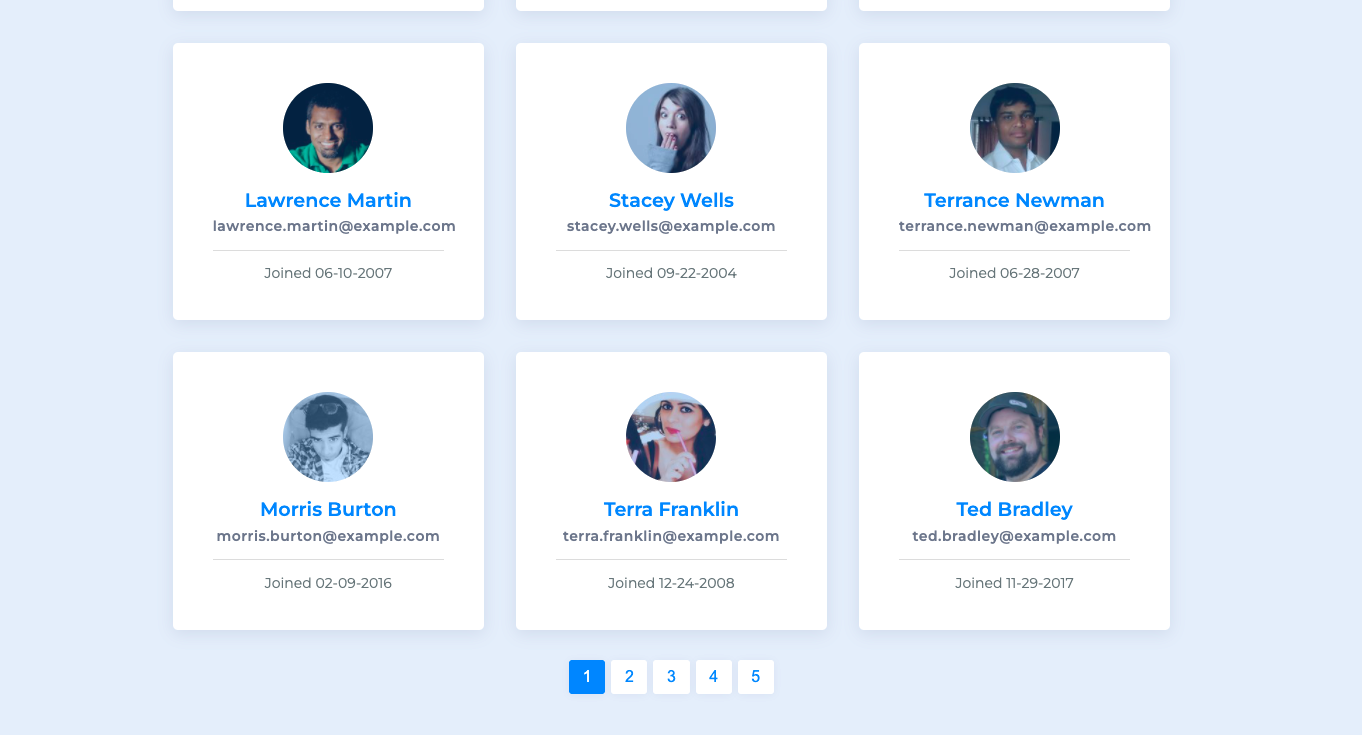 Lawrence Martin
lawrence.martin@example.com
Joined 06-10-2007
Stacey Wells
stacey.wells@example.com
Joined 09-22-2004
Terrance Newman
terrance.newman@example.com
Joined 06-28-2007
Morris Burton
morris.burton@example.com
Joined 02-09-2016
Terra Franklin
terra.franklin@example.com
Joined 12-24-2008
Ted Bradley
ted.bradley@example.com
Joined 11-29-2017
1 2 3 4 5